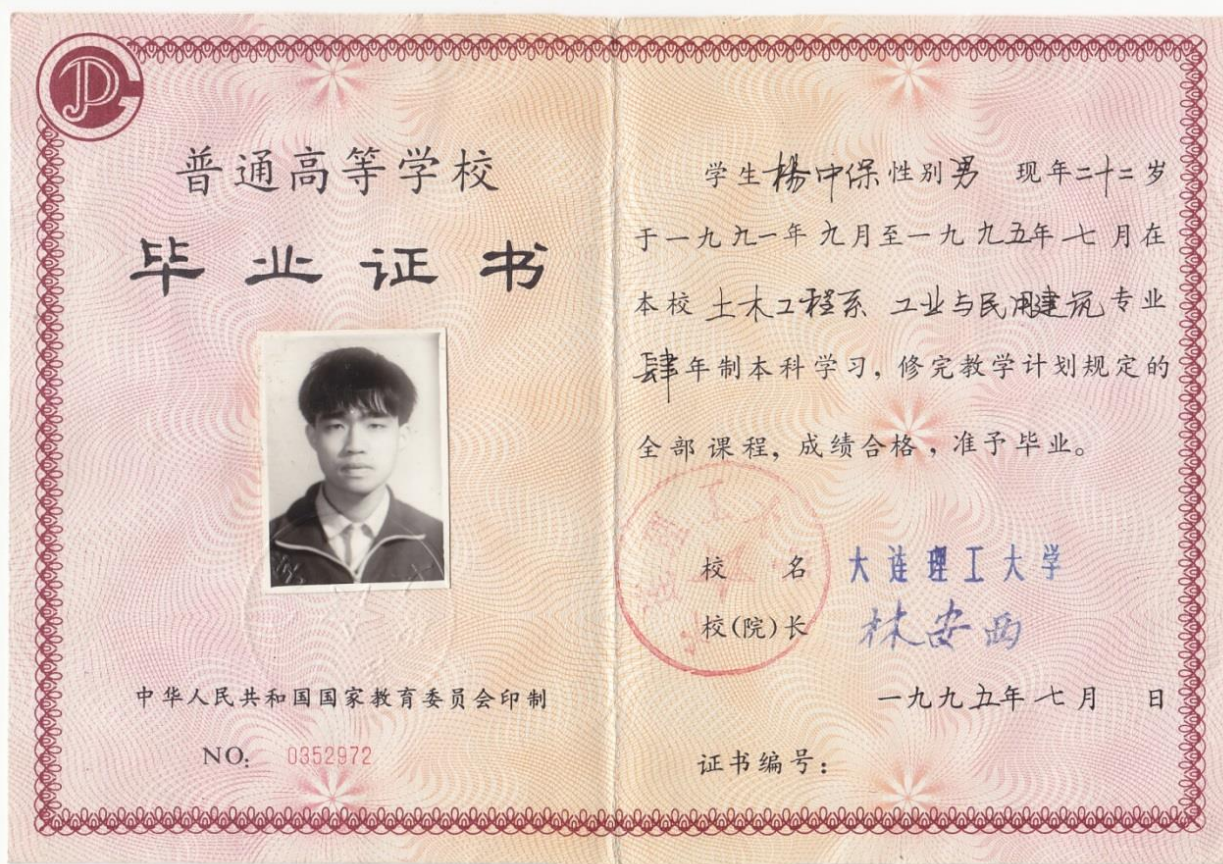 普通高等学校
毕业证书
中华人民共和国国家教育委员会印制
NO: 0352972
学生楊中保性别男 现年二十二岁
于一九九一年九月至一九九五年七月在
本校土木工程系 工业与民用建筑专业
肆年制本科学习，修完教学计划规定的
全部课程，成绩合格，准予毕业。
校 名 大连理工大学
校(院)长 林安西
一九九五年七月 日
证书编号：